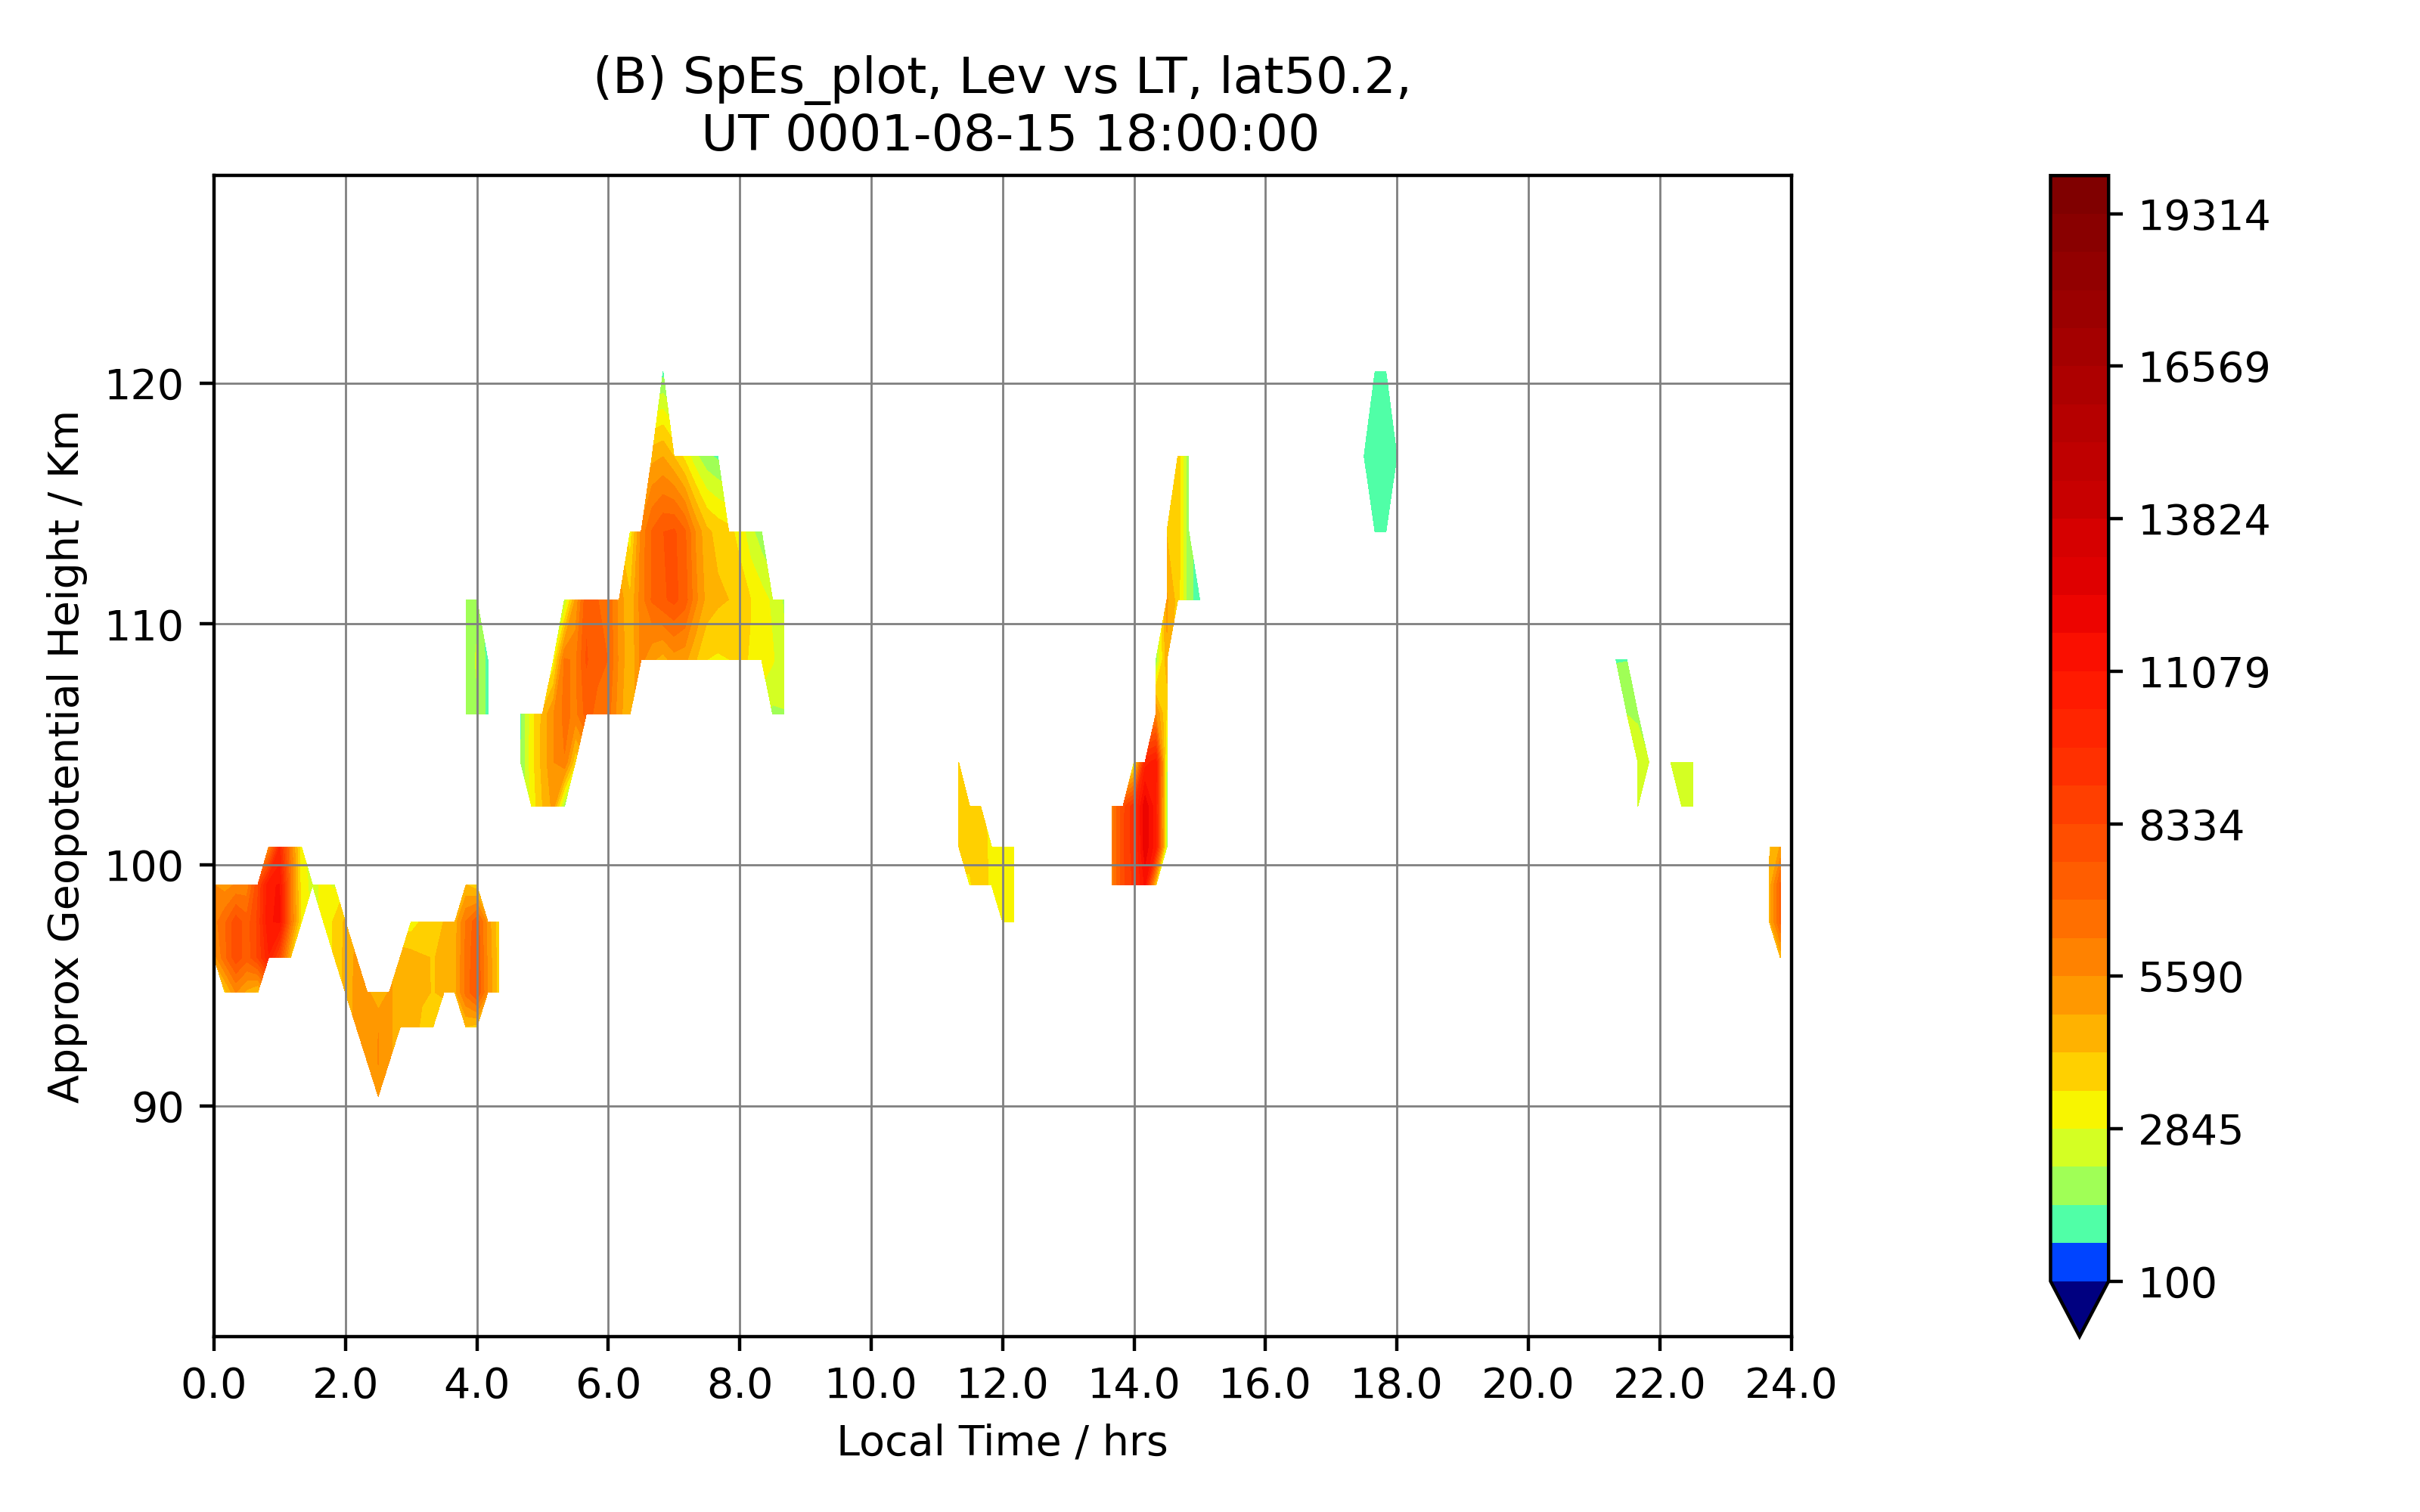 (B) SpEs_plot, Lev vs LT, lat50.2,
UT 0001-08-15 18:00:00
Approx Geopotential Height / Km
120
110
100
90
0.0 2.0 4.0 6.0 8.0 10.0 12.0 14.0 16.0 18.0 20.0 22.0 24.0
Local Time / hrs
19314
16569
13824
11079
8334
5590
2845
100